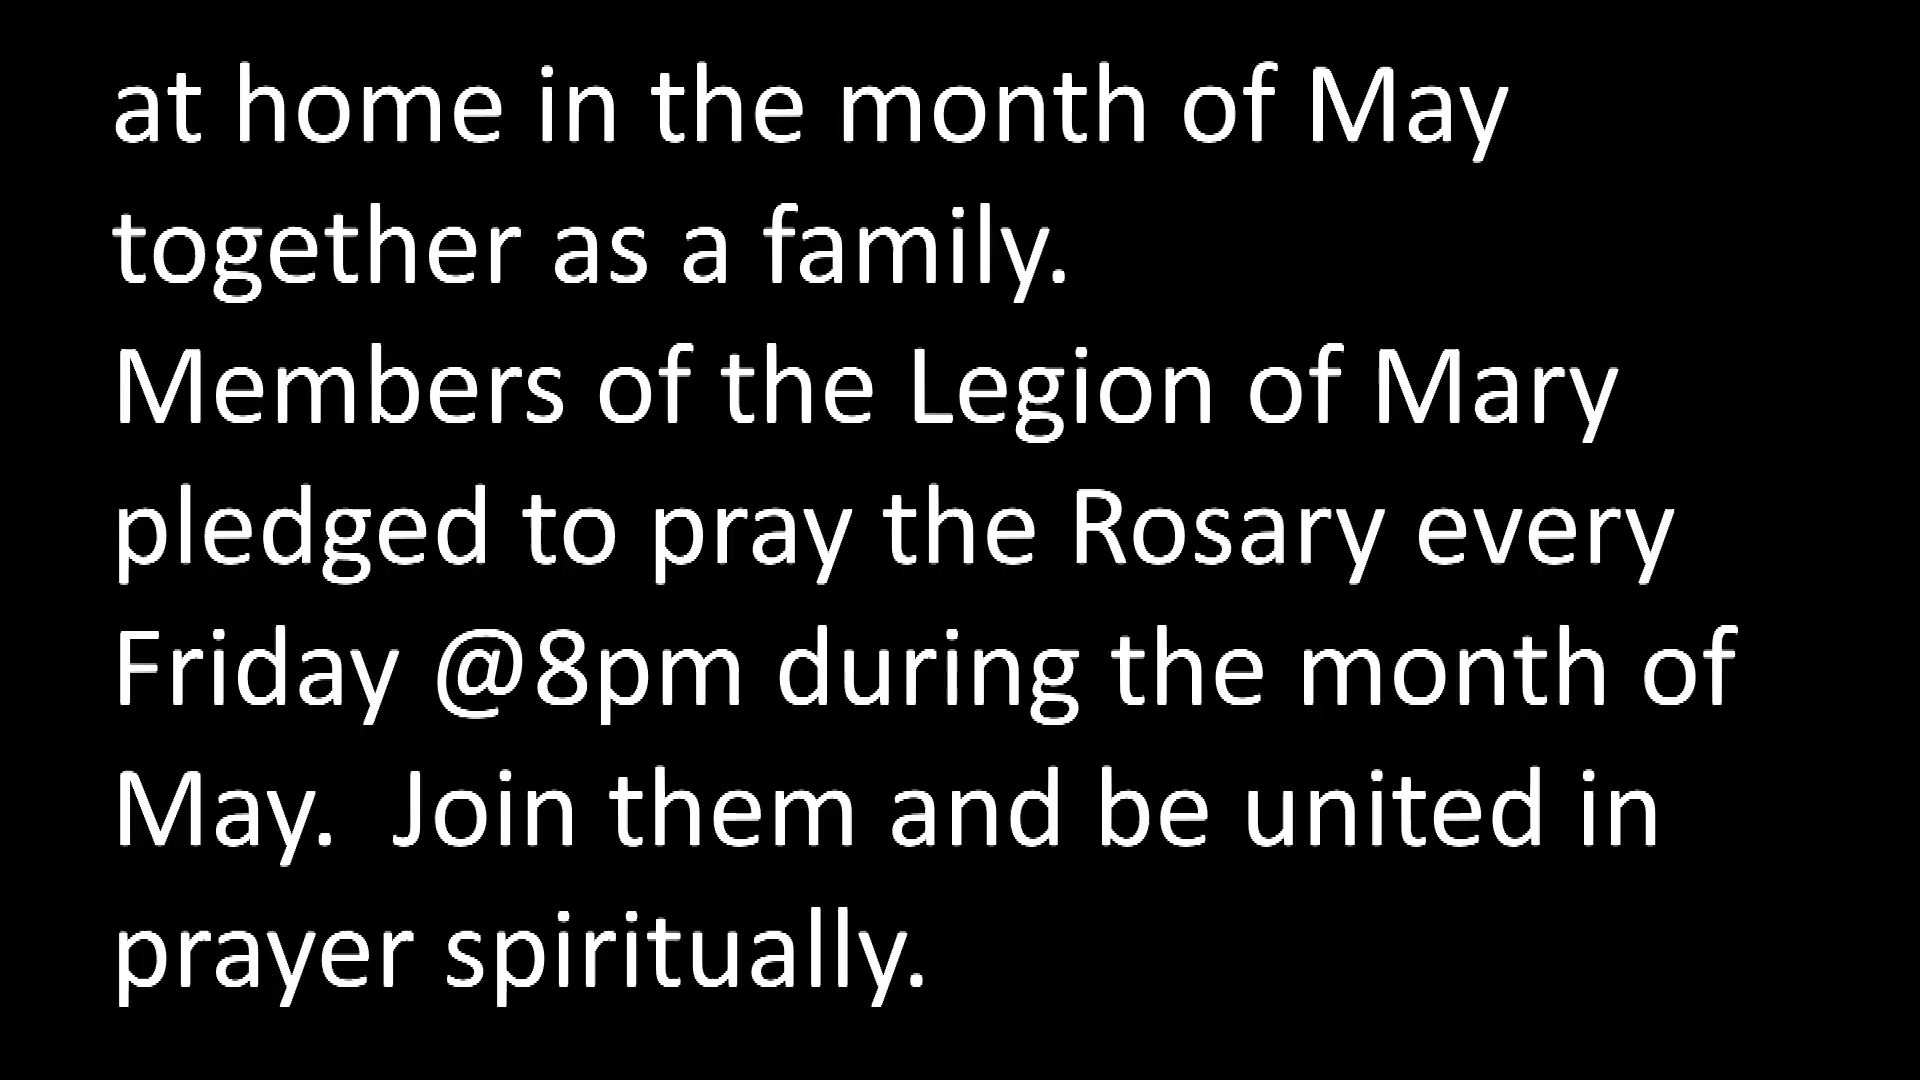 at home in the month of May
together as a family.
Members of the Legion of Mary
pledged to pray the Rosary every
Friday @8pm during the month of
May.  Join them and be united in
prayer spiritually.